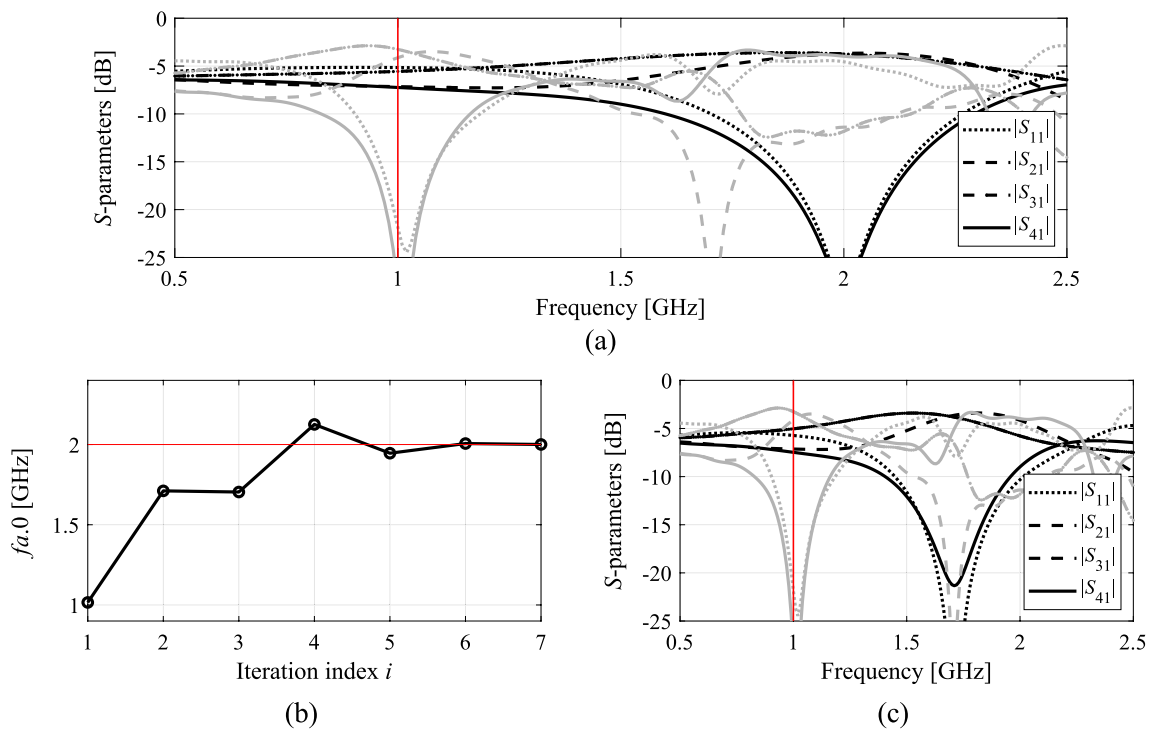 0
-5
-10
-15
-20
-25
S-parameters [dB]
0.5 1 1.5 2 2.5
Frequency [GHz]
|S11|
|S21|
|S31|
|S41|
(a)
2
1.5
1
fa.0 [GHz]
1 2 3 4 5 6 7
Iteration index i
(b)
0
-5
-10
-15
-20
-25
S-parameters [dB]
0.5 1 1.5 2 2.5
Frequency [GHz]
|S11|
|S21|
|S31|
|S41|
(c)